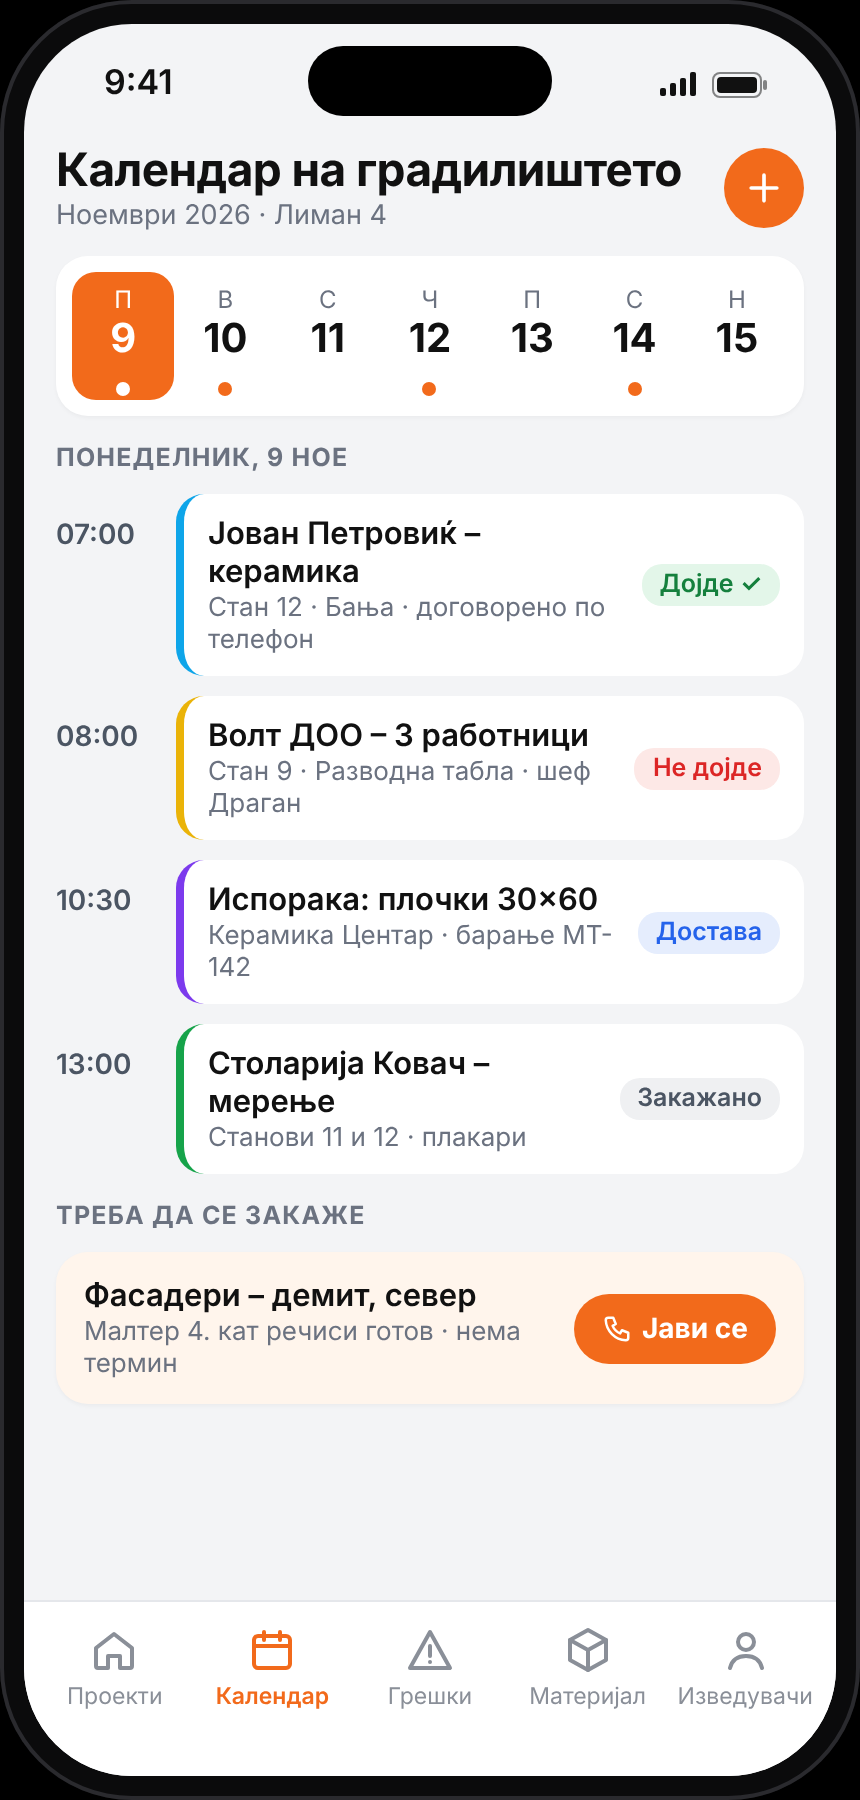 9:41
Календар на градилиштето
Ноември 2026 · Лиман 4
П В С Ч П С Н
9 10 11 12 13 14 15
ПОНЕДЕЛНИК, 9 НОЕ
07:00
Јован Петровиќ –
керамика
Стан 12 · Бања · договорено по
телефон
Дојде ✓
08:00
Волт ДОО – 3 работници
Стан 9 · Разводна табла · шеф
Драган
Не дојде
10:30
Испорака: плочки 30×60
Керамика Центар · барање МТ-
142
Достава
13:00
Столарија Ковач –
мерење
Станови 11 и 12 · плакари
Закажано
ТРЕБА ДА СЕ ЗАКАЖЕ
Фасадери – демит, север
Малтер 4. кат речиси готов · нема
термин
Јави се
Проекти
Календар
Грешки
Материјал
Изведувачи